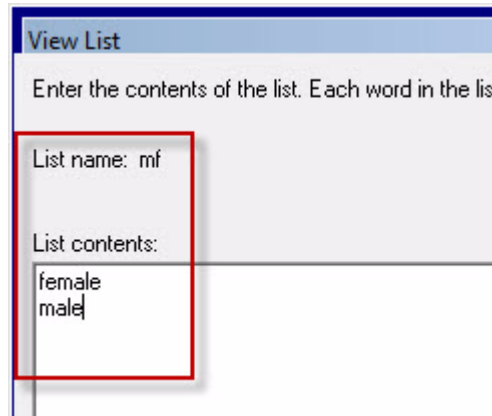 View List
Enter the contents of the list. Each word in the lis
List name: mf
List contents:
female
male